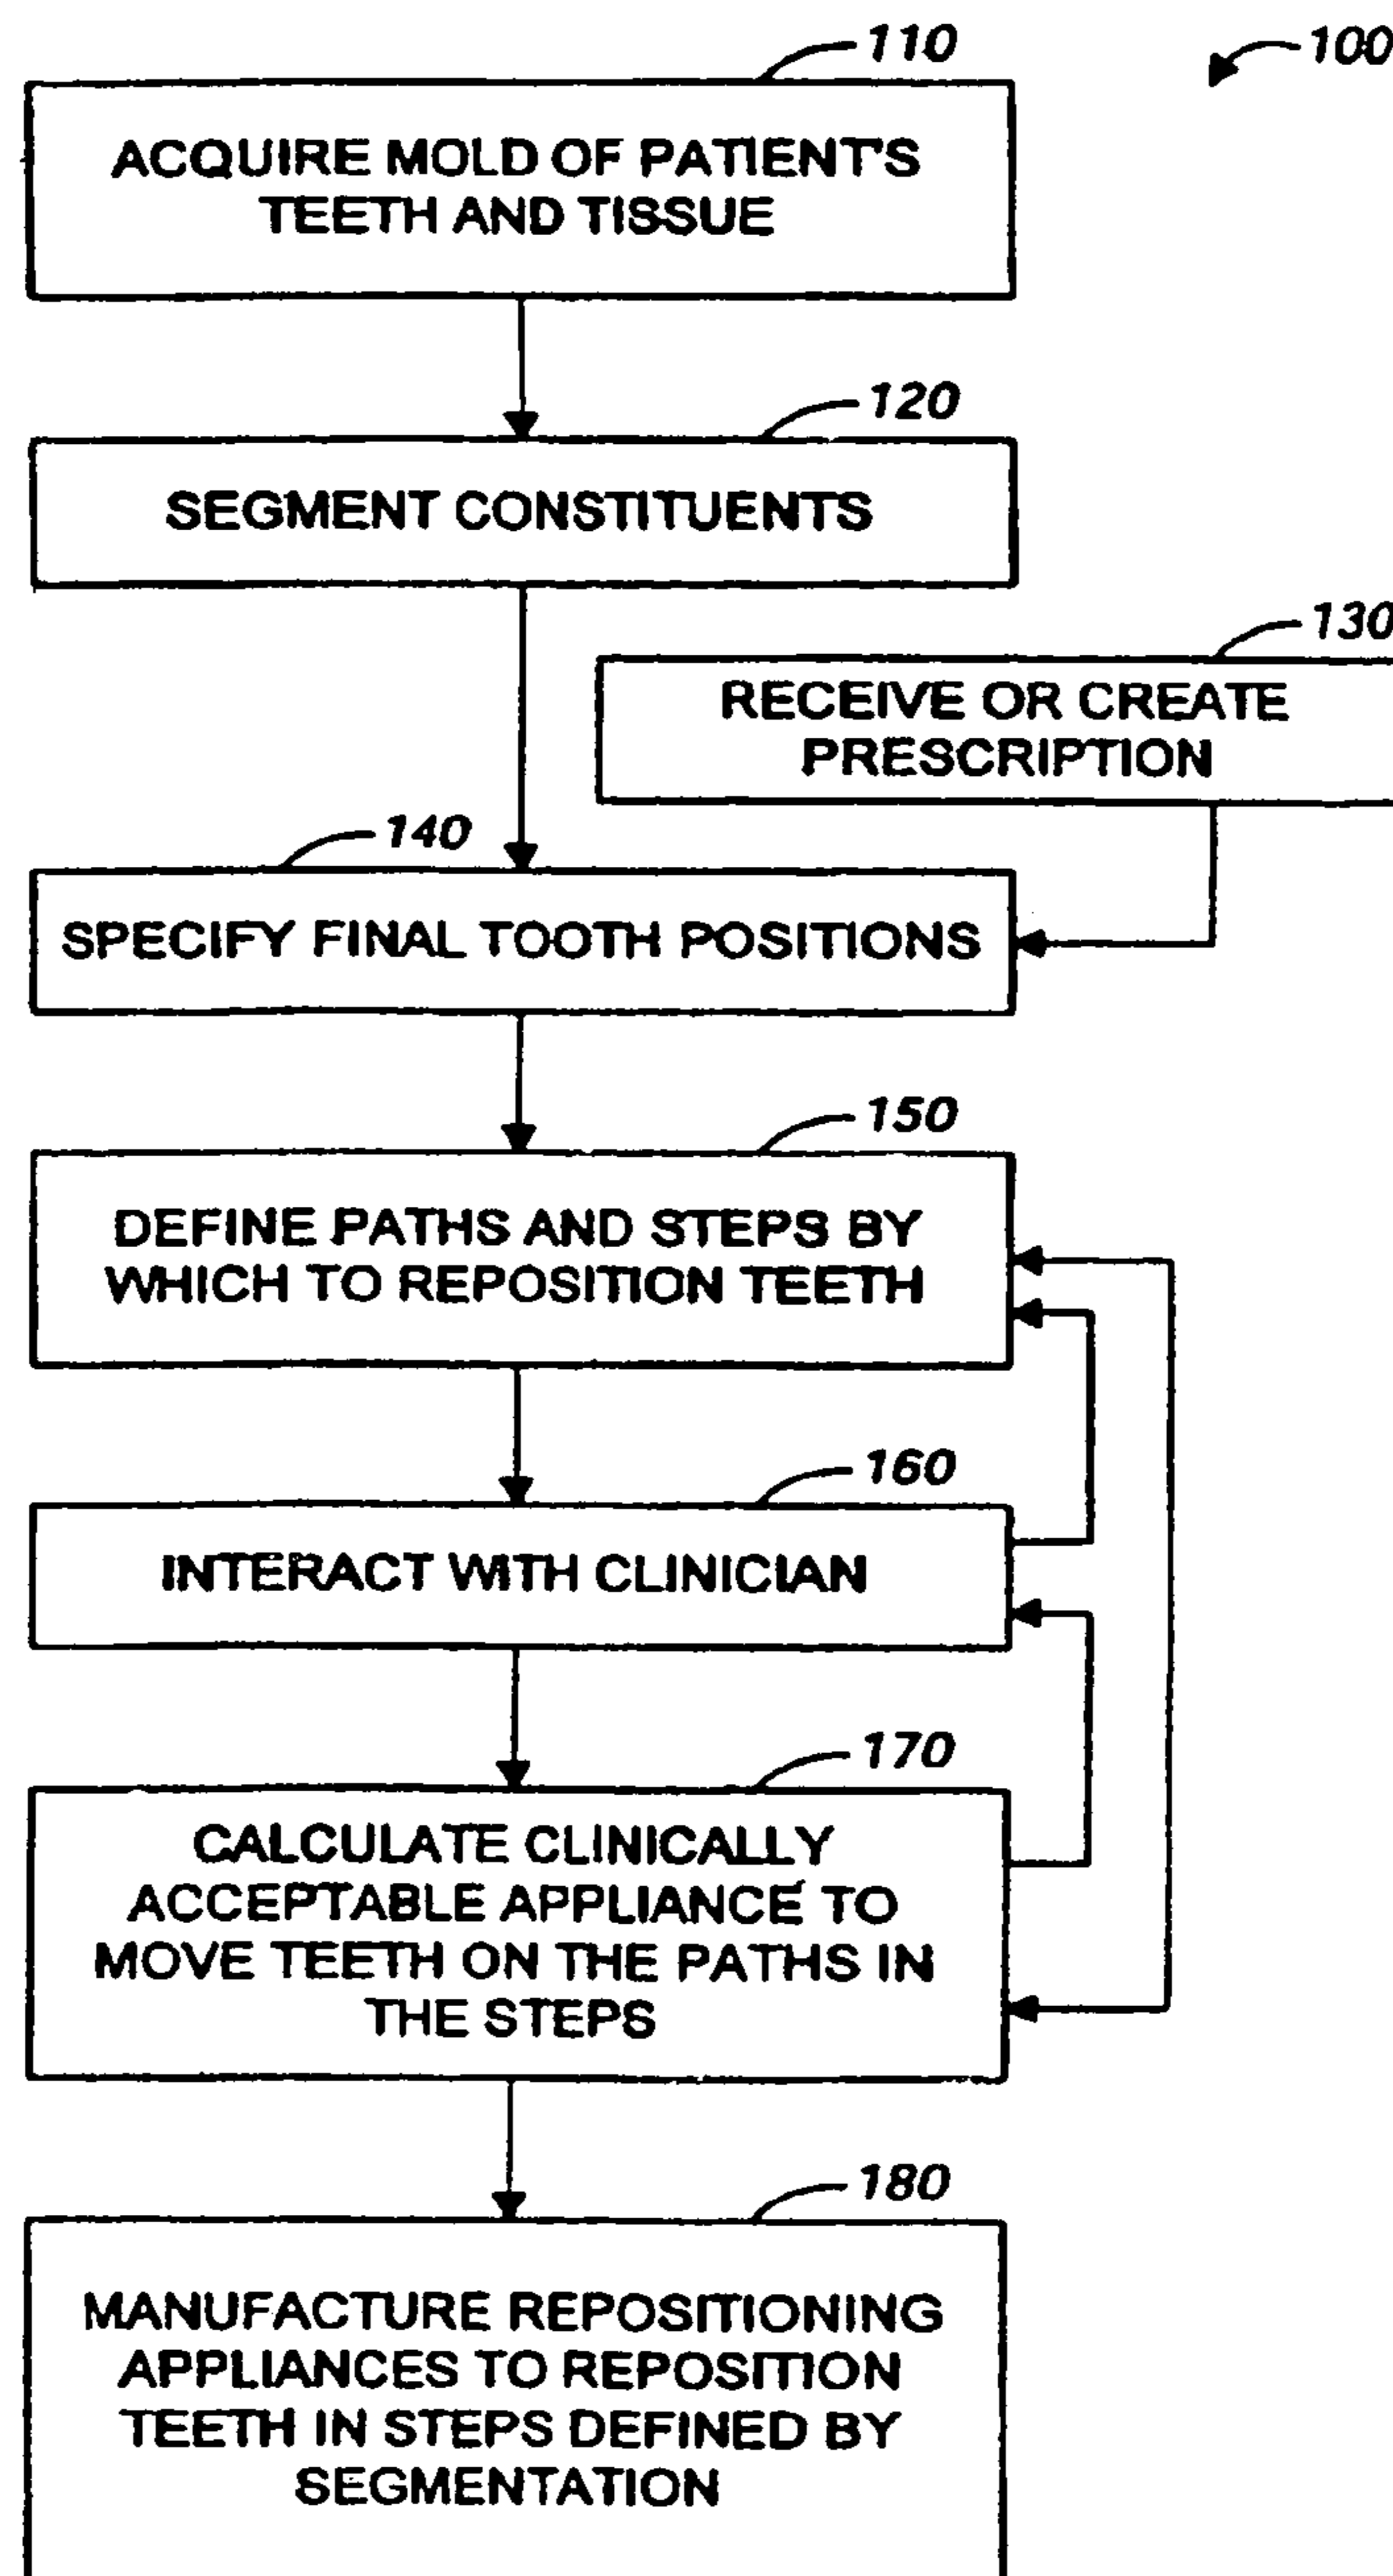 110
100
ACQUIRE MOLD OF PATIENT'S
TEETH AND TISSUE
120
SEGMENT CONSTITUENTS
130
RECEIVE OR CREATE
PRESCRIPTION
140
SPECIFY FINAL TOOTH POSITIONS
150
DEFINE PATHS AND STEPS BY
WHICH TO REPOSITION TEETH
160
INTERACT WITH CLINICIAN
170
CALCULATE CLINICALLY
ACCEPTABLE APPLIANCE TO
MOVE TEETH ON THE PATHS IN
THE STEPS
180
MANUFACTURE REPOSITIONING
APPLIANCES TO REPOSITION
TEETH IN STEPS DEFINED BY
SEGMENTATION